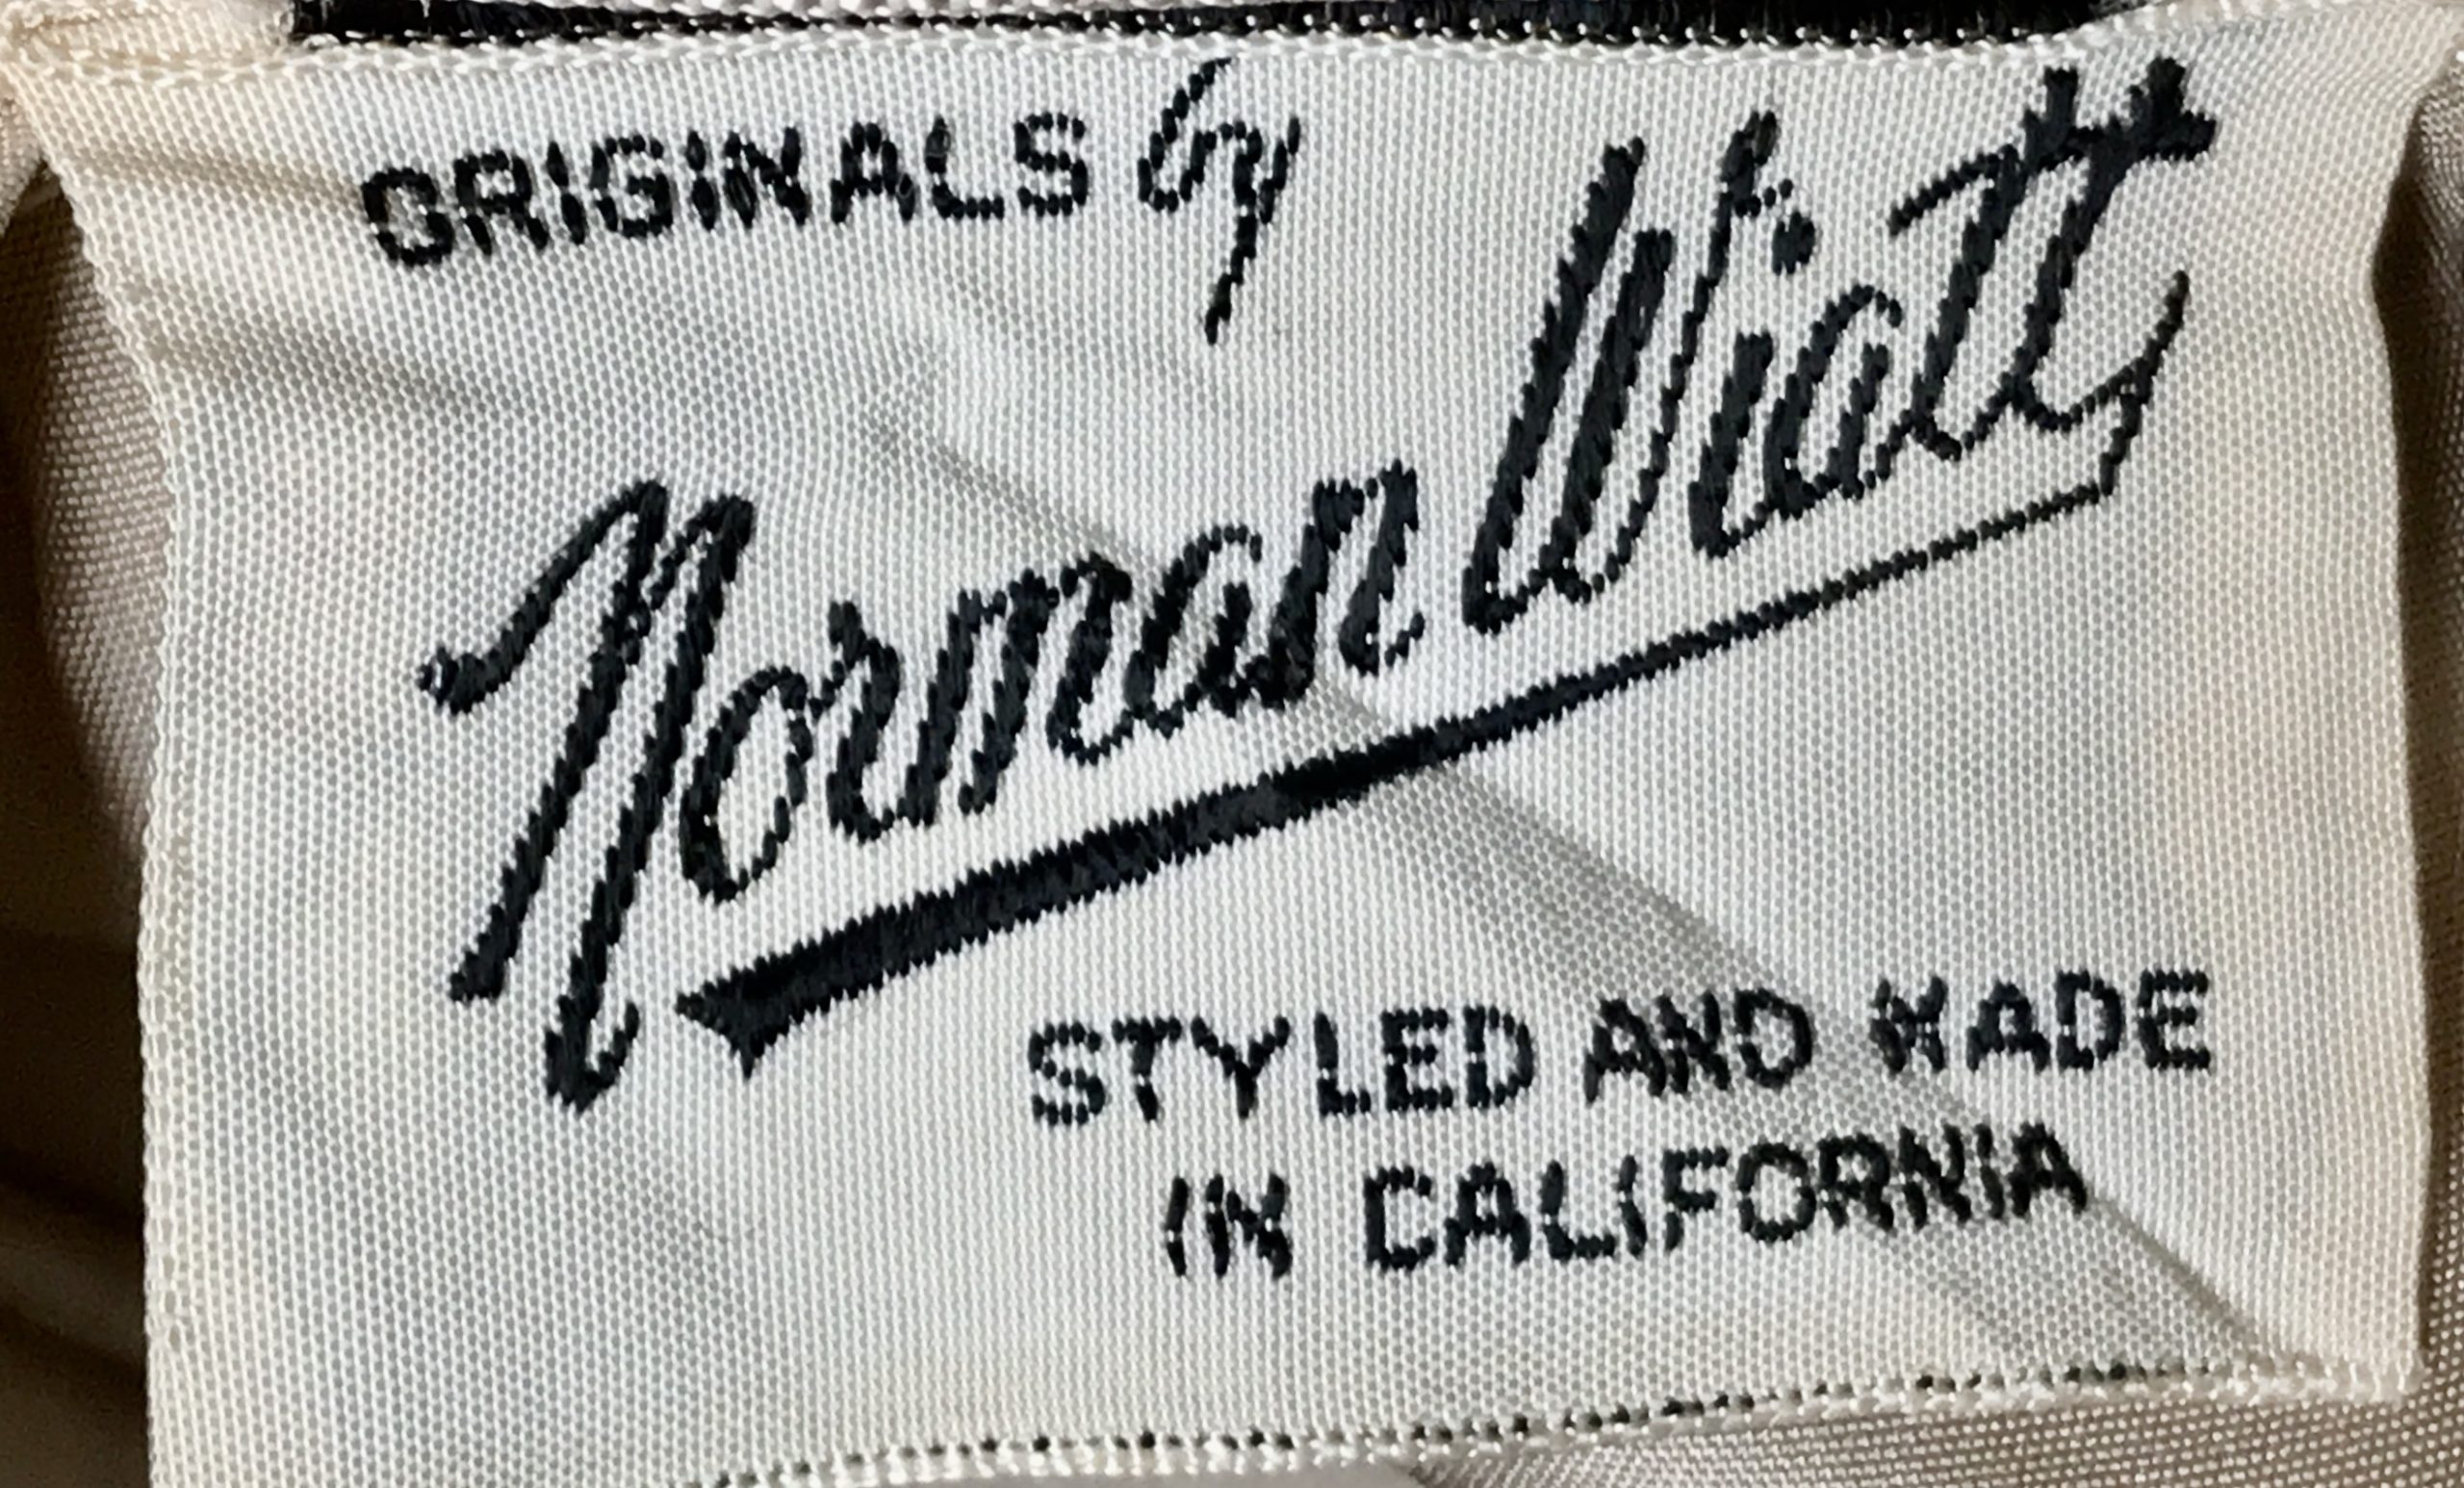 ORIGINALS by
Norman Wiatt
STYLED AND MADE
IN CALIFORNIA